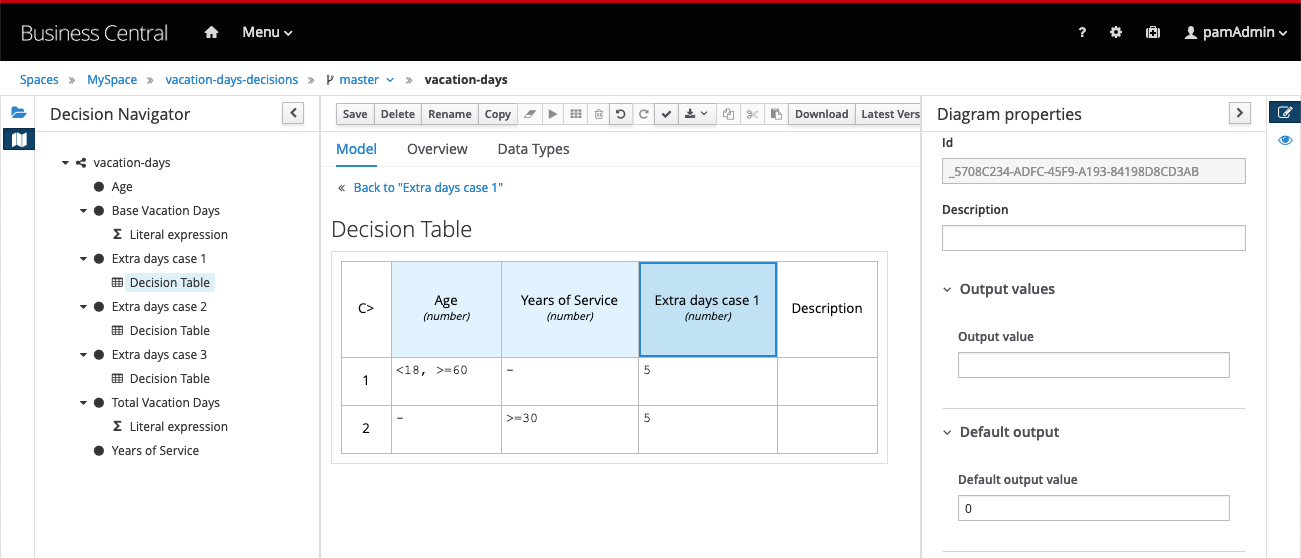 Business Central
Menu
?
pamAdmin
Spaces » MySpace » vacation-days-decisions » master » vacation-days
Decision Navigator
vacation-days
Age
Base Vacation Days
Σ Literal expression
Extra days case 1
Decision Table
Extra days case 2
Decision Table
Extra days case 3
Decision Table
Total Vacation Days
Σ Literal expression
Years of Service
Save Delete Rename Copy Download Latest Vers
Model Overview Data Types
« Back to "Extra days case 1"
Decision Table
C> Age (number) Years of Service (number) Extra days case 1 (number) Description
1 <18, >=60 – 5
2 – >=30 5
Diagram properties
Id
_5708C234-ADFC-45F9-A193-84198D8CD3AB
Description
Output values
Output value
Default output
Default output value
0